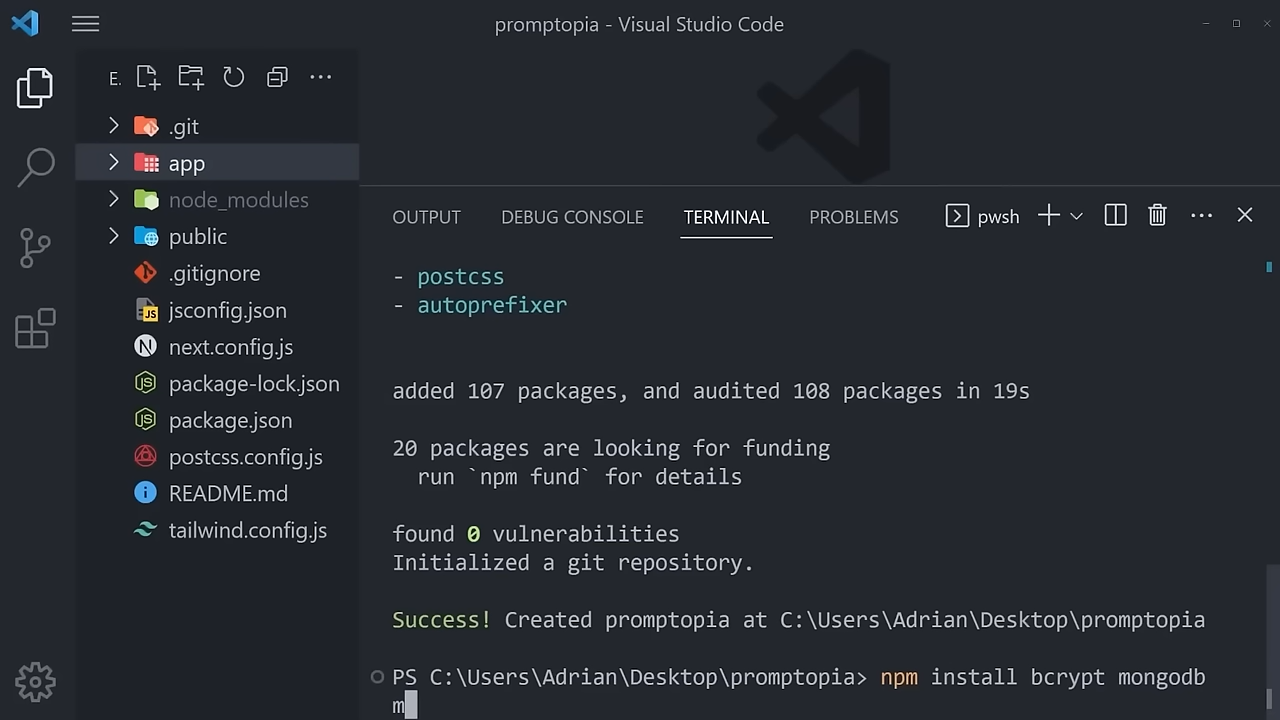 promptopia - Visual Studio Code
E.
.git
app
node_modules
public
.gitignore
jsconfig.json
next.config.js
package-lock.json
package.json
postcss.config.js
README.md
tailwind.config.js
OUTPUT DEBUG CONSOLE TERMINAL PROBLEMS pwsh
- postcss
- autoprefixer
added 107 packages, and audited 108 packages in 19s
20 packages are looking for funding
run `npm fund` for details
found 0 vulnerabilities
Initialized a git repository.
Success! Created promptopia at C:\Users\Adrian\Desktop\promptopia
PS C:\Users\Adrian\Desktop\promptopia> npm install bcrypt mongodb
m